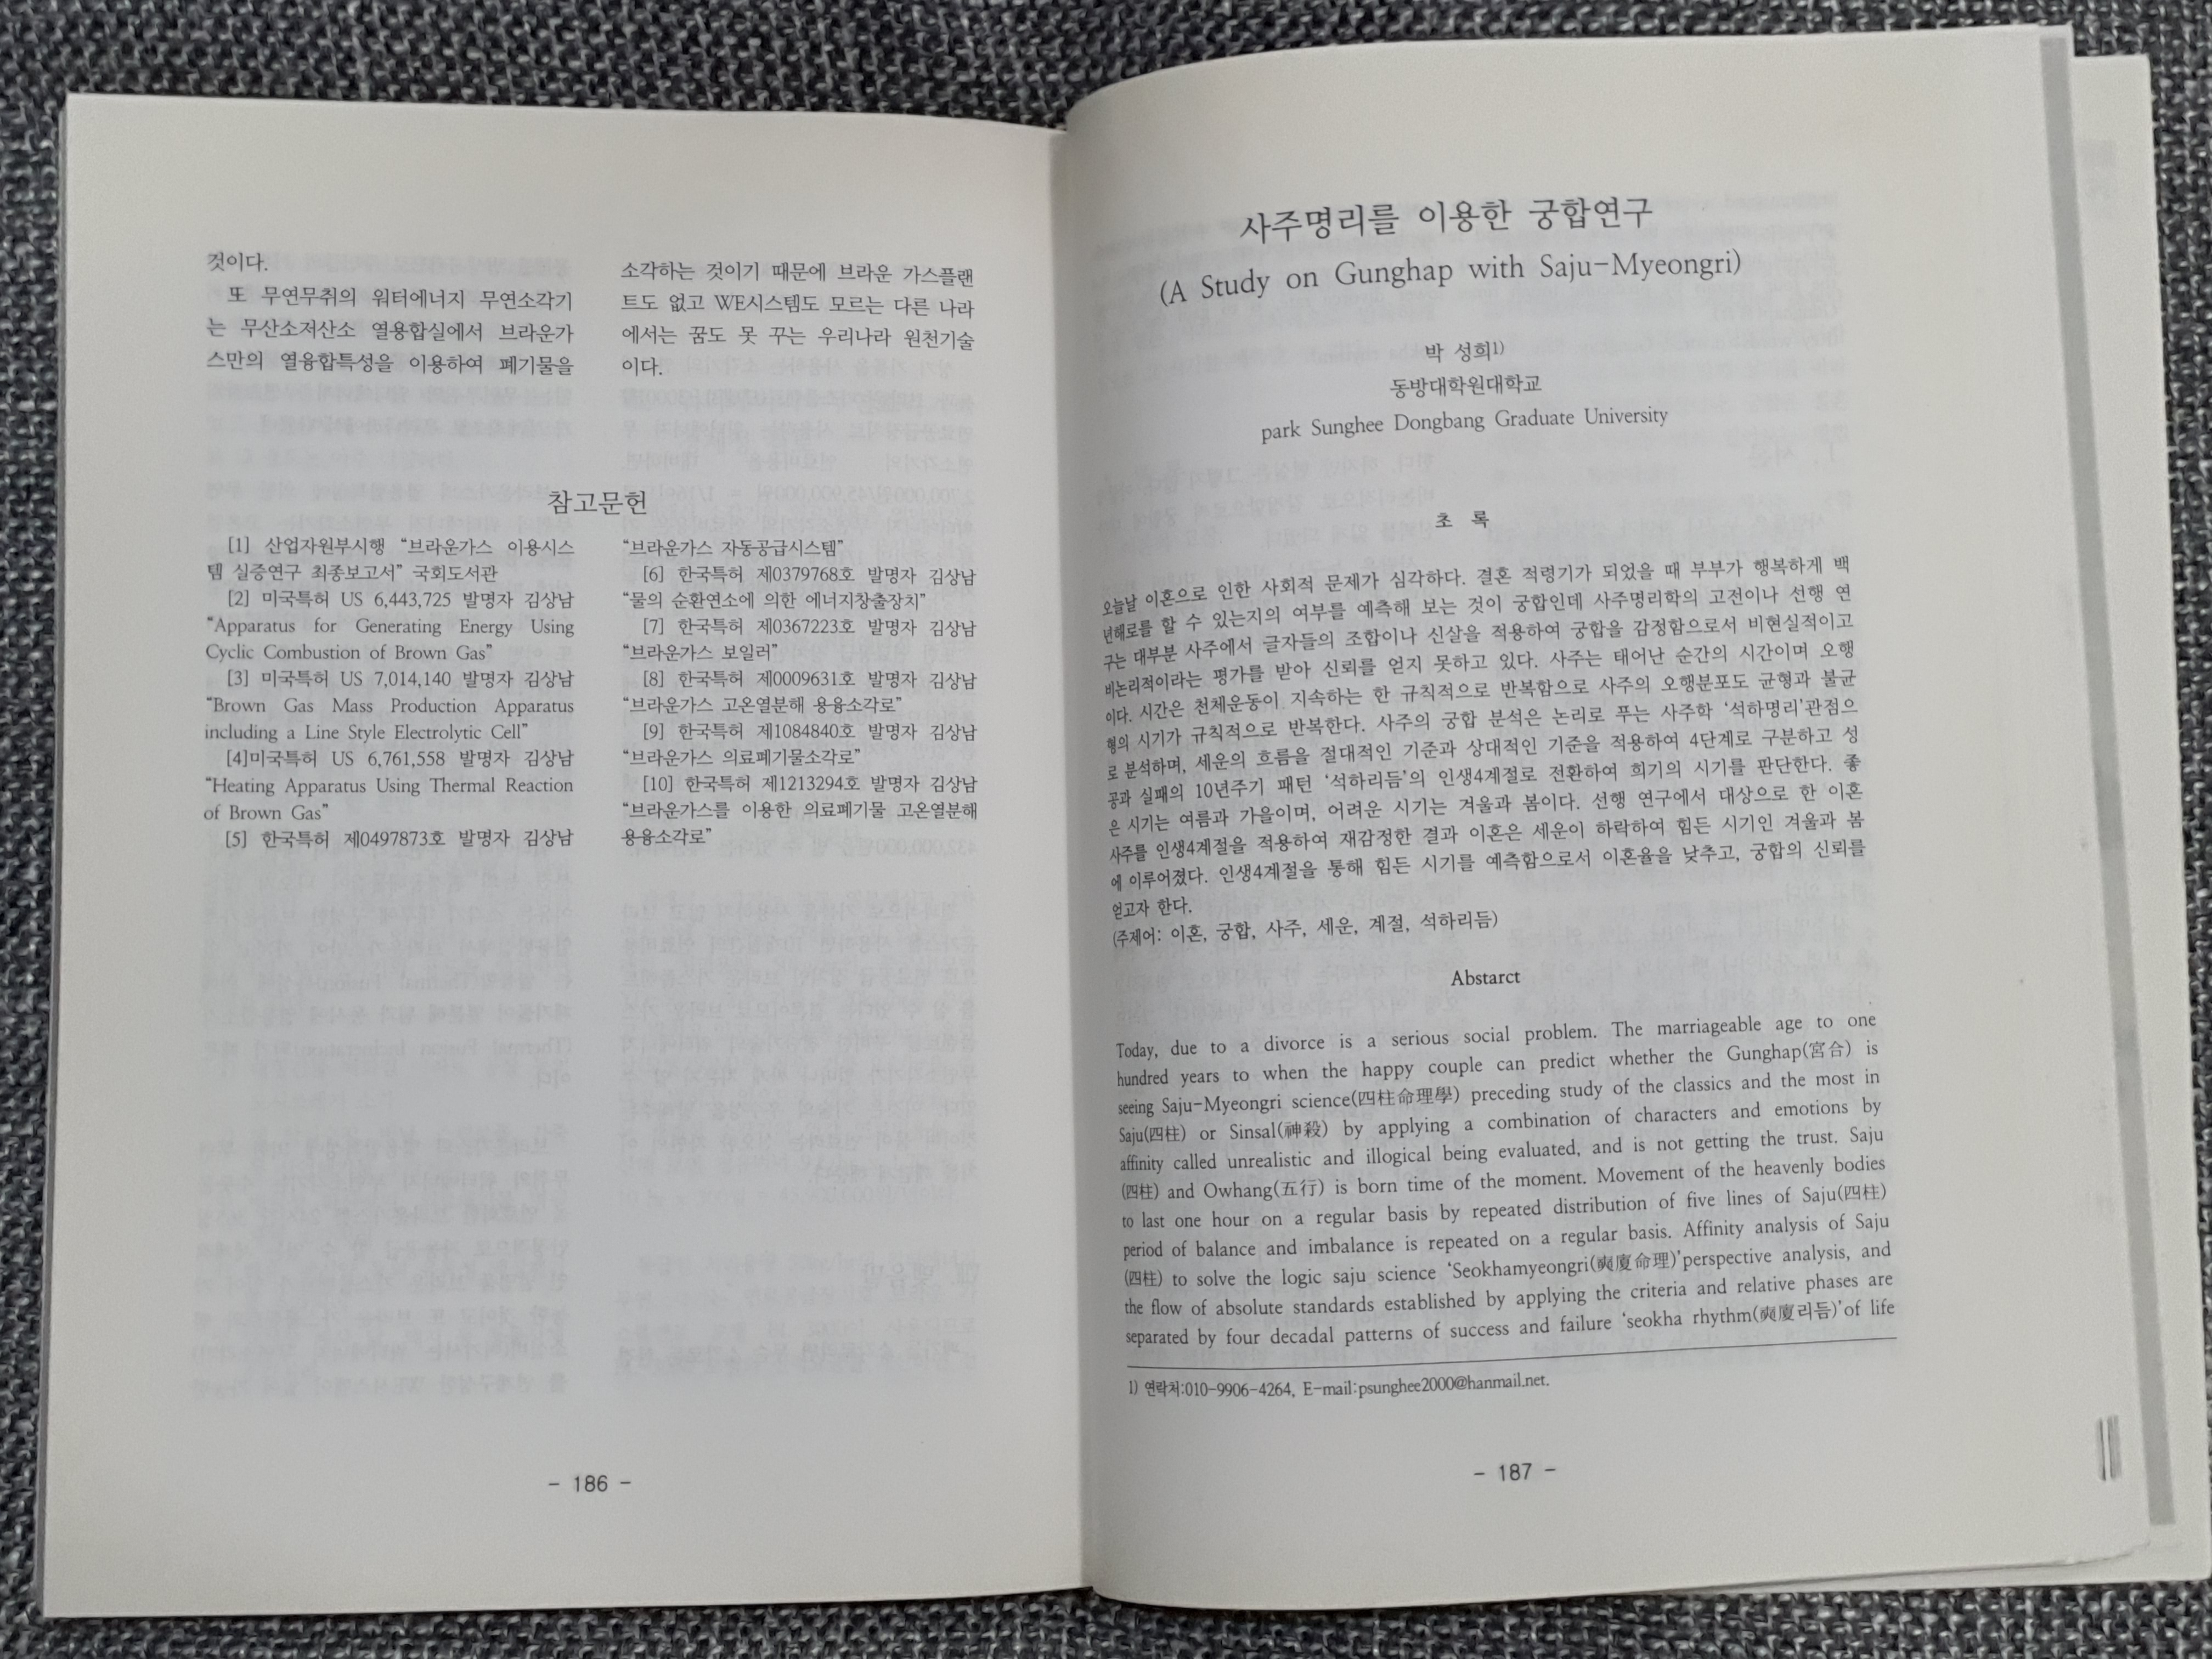 것이다.
또 무연무취의 워터에너지 무연소각기
는 무산소저산소 열용합실에서 브라운가
스만의 열융합특성을 이용하여 폐기물을
소각하는 것이기 때문에 브라운 가스플랜
트도 없고 WE시스템도 모르는 다른 나라
에서는 꿈도 못 꾸는 우리나라 원천기술
이다.
참고문헌
[1] 산업자원부시행 “브라운가스 이용시스
템 실증연구 최종보고서” 국회도서관
[2] 미국특허 US 6,443,725 발명자 김상남
“Apparatus for Generating Energy Using
Cyclic Combustion of Brown Gas”
[3] 미국특허 US 7,014,140 발명자 김상남
“Brown Gas Mass Production Apparatus
including a Line Style Electrolytic Cell”
[4]미국특허 US 6,761,558 발명자 김상남
“Heating Apparatus Using Thermal Reaction
of Brown Gas”
[5] 한국특허 제0497873호 발명자 김상남
“브라운가스 자동공급시스템”
[6] 한국특허 제0379768호 발명자 김상남
“물의 순환연소에 의한 에너지창출장치”
[7] 한국특허 제0367223호 발명자 김상남
“브라운가스 보일러”
[8] 한국특허 제0009631호 발명자 김상남
“브라운가스 고온열분해 용융소각로”
[9] 한국특허 제1084840호 발명자 김상남
“브라운가스 의료폐기물소각로”
[10] 한국특허 제1213294호 발명자 김상남
“브라운가스를 이용한 의료폐기물 고온열분해
용융소각로”
- 186 -
사주명리를 이용한 궁합연구
(A Study on Gunghap with Saju-Myeongri)
박 성희1)
동방대학원대학교
park Sunghee Dongbang Graduate University
초 록
오늘날 이혼으로 인한 사회적 문제가 심각하다. 결혼 적령기가 되었을 때 부부가 행복하게 백
년해로를 할 수 있는지의 여부를 예측해 보는 것이 궁합인데 사주명리학의 고전이나 선행 연
구는 대부분 사주에서 글자들의 조합이나 신살을 적용하여 궁합을 감정함으로서 비현실적이고
비논리적이라는 평가를 받아 신뢰를 얻지 못하고 있다. 사주는 태어난 순간의 시간이며 오행
이다. 시간은 천체운동이 지속하는 한 규칙적으로 반복함으로 사주의 오행분포도 균형과 불균
형의 시기가 규칙적으로 반복한다. 사주의 궁합 분석은 논리로 푸는 사주학 ‘석하명리’관점으
로 분석하며, 세운의 흐름을 절대적인 기준과 상대적인 기준을 적용하여 4단계로 구분하고 성
공과 실패의 10년주기 패턴 ‘석하리듬’의 인생4계절로 전환하여 희기의 시기를 판단한다. 좋
은 시기는 여름과 가을이며, 어려운 시기는 겨울과 봄이다. 선행 연구에서 대상으로 한 이혼
사주를 인생4계절을 적용하여 재감정한 결과 이혼은 세운이 하락하여 힘든 시기인 겨울과 봄
에 이루어졌다. 인생4계절을 통해 힘든 시기를 예측함으로서 이혼율을 낮추고, 궁합의 신뢰를
얻고자 한다.
(주제어: 이혼, 궁합, 사주, 세운, 계절, 석하리듬)
Abstarct
Today, due to a divorce is a serious social problem. The marriageable age to one
hundred years to when the happy couple can predict whether the Gunghap(宮合) is
seeing Saju-Myeongri science(四柱命理學) preceding study of the classics and the most in
Saju(四柱) or Sinsal(神殺) by applying a combination of characters and emotions by
affinity called unrealistic and illogical being evaluated, and is not getting the trust. Saju
(四柱) and Owhang(五行) is born time of the moment. Movement of the heavenly bodies
to last one hour on a regular basis by repeated distribution of five lines of Saju(四柱)
period of balance and imbalance is repeated on a regular basis. Affinity analysis of Saju
(四柱) to solve the logic saju science ‘Seokhamyeongri(奭廈命理)’perspective analysis, and
the flow of absolute standards established by applying the criteria and relative phases are
separated by four decadal patterns of success and failure ‘seokha rhythm(奭廈리듬)’of life
1) 연락처:010-9906-4264, E-mail:psunghee2000@hanmail.net.
- 187 -